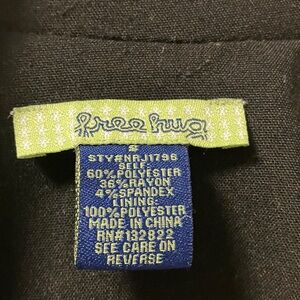 free hug
S
STY#NRJ1796
SELF
60%POLYESTER
36%RAYON
4%SPANDEX
LINING
100%POLYESTER
MADE IN CHINA
RN#132822
SEE CARE ON
REVERSE